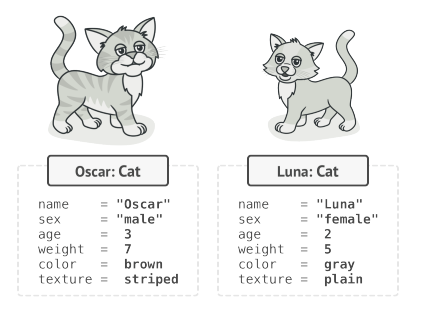 Oscar: Cat
name = "Oscar"
sex = "male"
age = 3
weight = 7
color = brown
texture = striped
Luna: Cat
name = "Luna"
sex = "female"
age = 2
weight = 5
color = gray
texture = plain